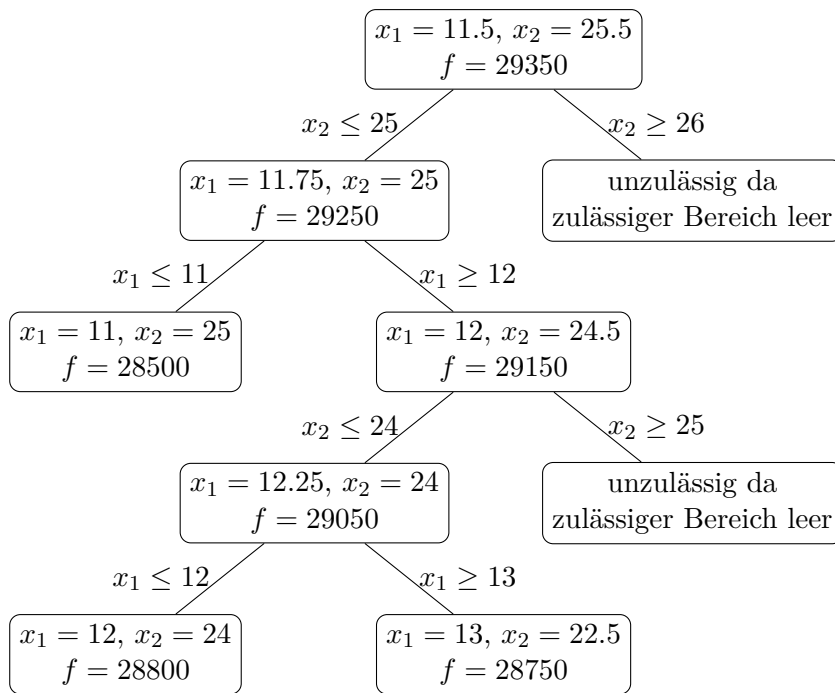 x₁ = 11.5, x₂ = 25.5
f = 29350
x₂ ≤ 25
x₂ ≥ 26
x₁ = 11.75, x₂ = 25
f = 29250
unzulässig da
zulässiger Bereich leer
x₁ ≤ 11
x₁ ≥ 12
x₁ = 11, x₂ = 25
f = 28500
x₁ = 12, x₂ = 24.5
f = 29150
x₂ ≤ 24
x₂ ≥ 25
x₁ = 12.25, x₂ = 24
f = 29050
unzulässig da
zulässiger Bereich leer
x₁ ≤ 12
x₁ ≥ 13
x₁ = 12, x₂ = 24
f = 28800
x₁ = 13, x₂ = 22.5
f = 28750